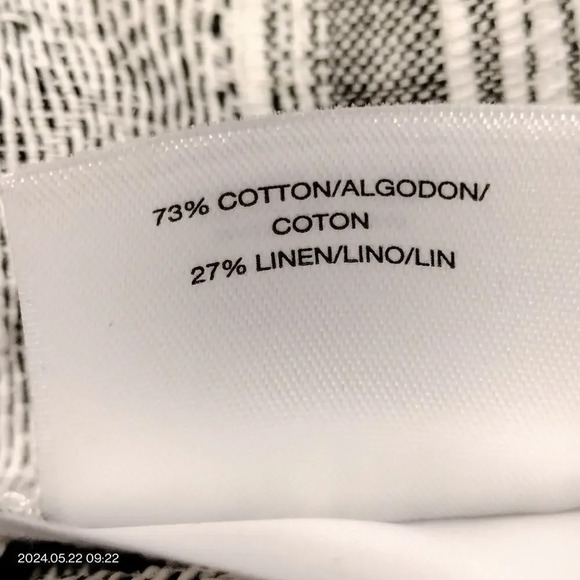 73% COTTON/ALGODON/
COTON
27% LINEN/LINO/LIN
2024.05.22 09:22